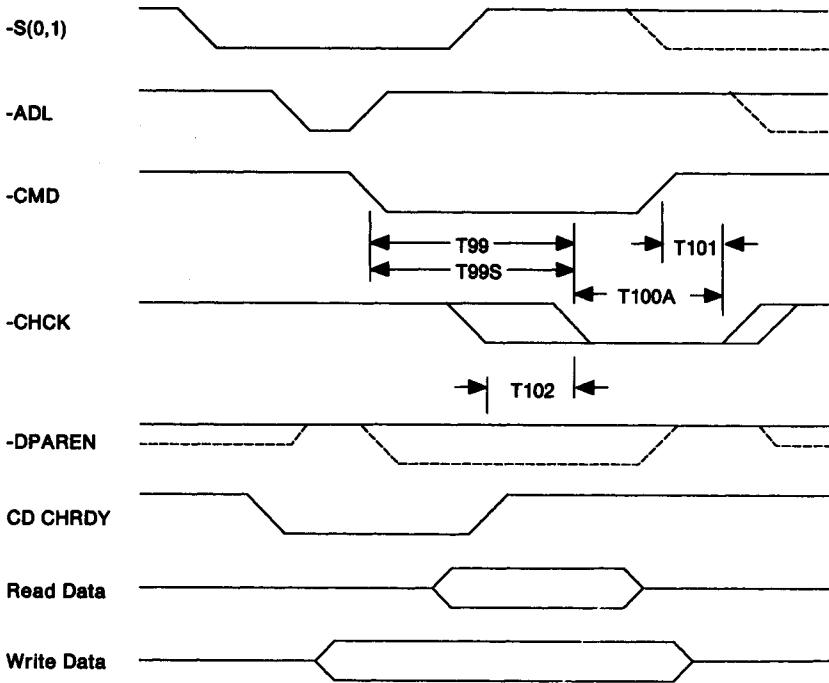 -S(0,1)
-ADL
-CMD
T99
T101
T99S
T100A
-CHCK
T102
-DPAREN
CD CHRDY
Read Data
Write Data